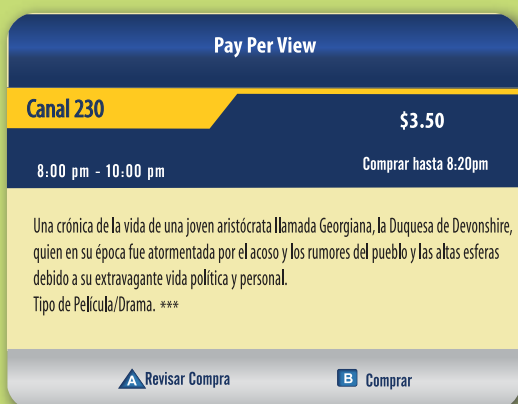 Pay Per View
Canal 230
$3.50
8:00 pm - 10:00 pm
Comprar hasta 8:20pm
Una crónica de la vida de una joven aristócrata llamada Georgiana, la Duquesa de Devonshire,
quien en su época fue atormentada por el acoso y los rumores del pueblo y las altas esferas
debido a su extravagante vida política y personal.
Tipo de Película/Drama. ***
A Revisar Compra
B Comprar